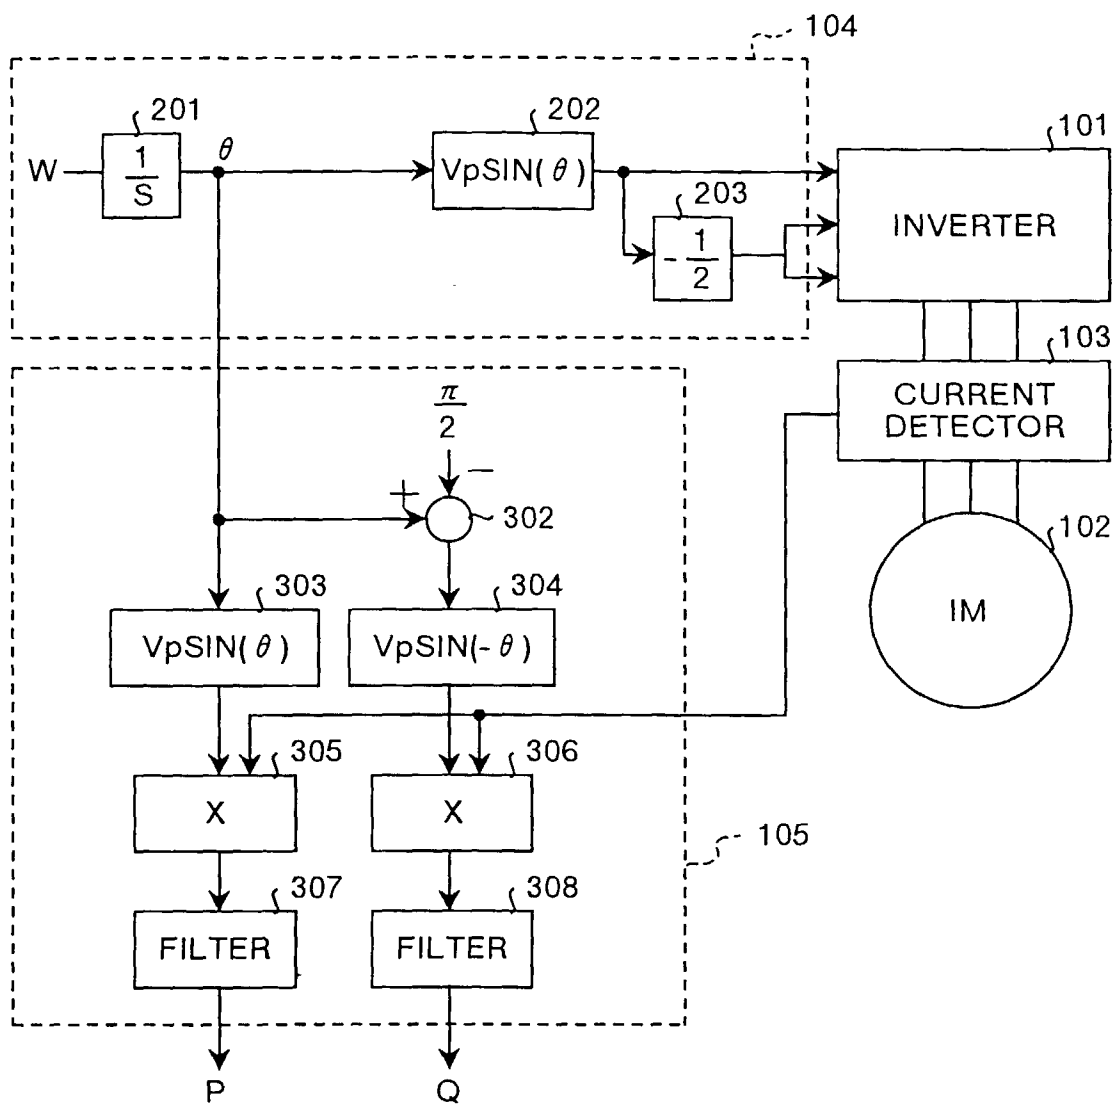 104
201
202
101
W
1
S
θ
VpSIN( θ )
203
- 1
2
INVERTER
103
CURRENT
DETECTOR
π
2
−
+
302
102
IM
303
304
VpSIN( θ )
VpSIN(- θ )
305
306
X
X
105
307
308
FILTER
FILTER
P
Q